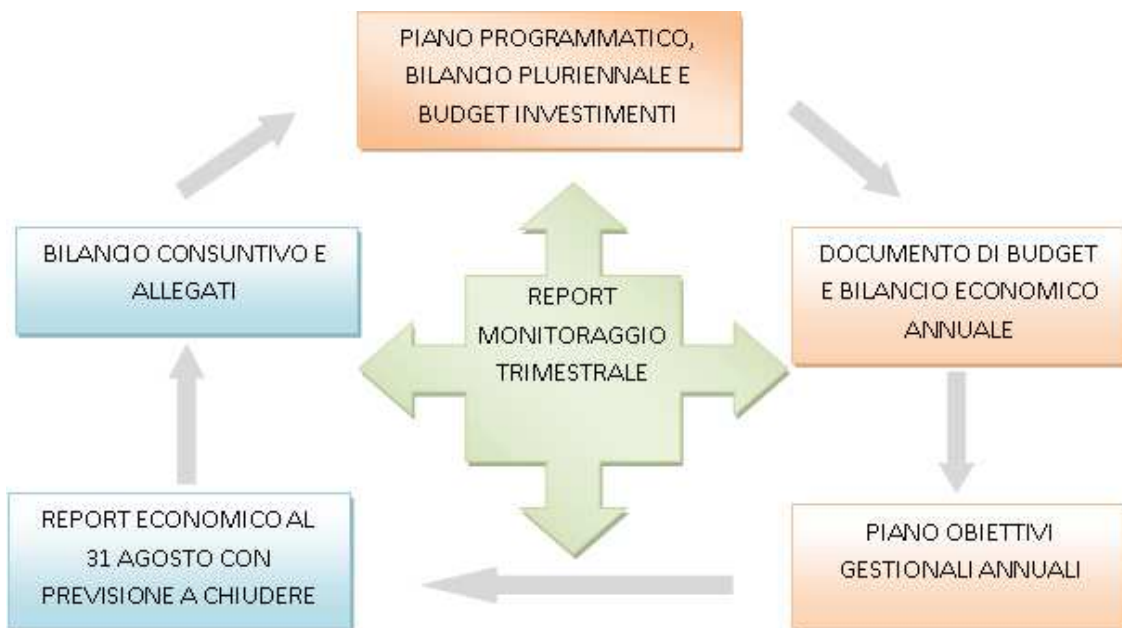 PIANO PROGRAMMATICO,
BILANCIO PLURIENNALE E
BUDGET INVESTIMENTI
BILANCIO CONSUNTIVO E
ALLEGATI
DOCUMENTO DI BUDGET
E BILANCIO ECONOMICO
ANNUALE
REPORT
MONITORAGGIO
TRIMESTRALE
REPORT ECONOMICO AL
31 AGOSTO CON
PREVISIONE A CHIUDERE
PIANO OBIETTIVI
GESTIONALI ANNUALI